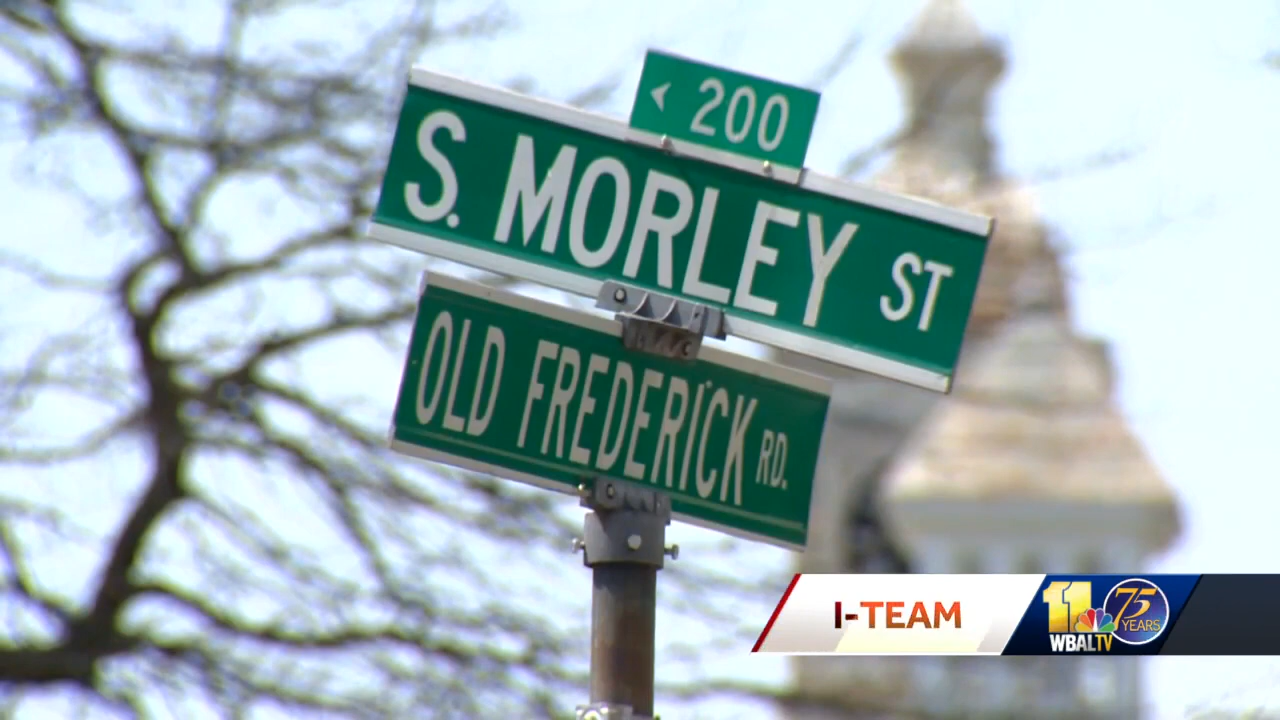 < 200
S. MORLEY ST
OLD FREDERICK RD.
I-TEAM
11 75
YEARS
WBALTV